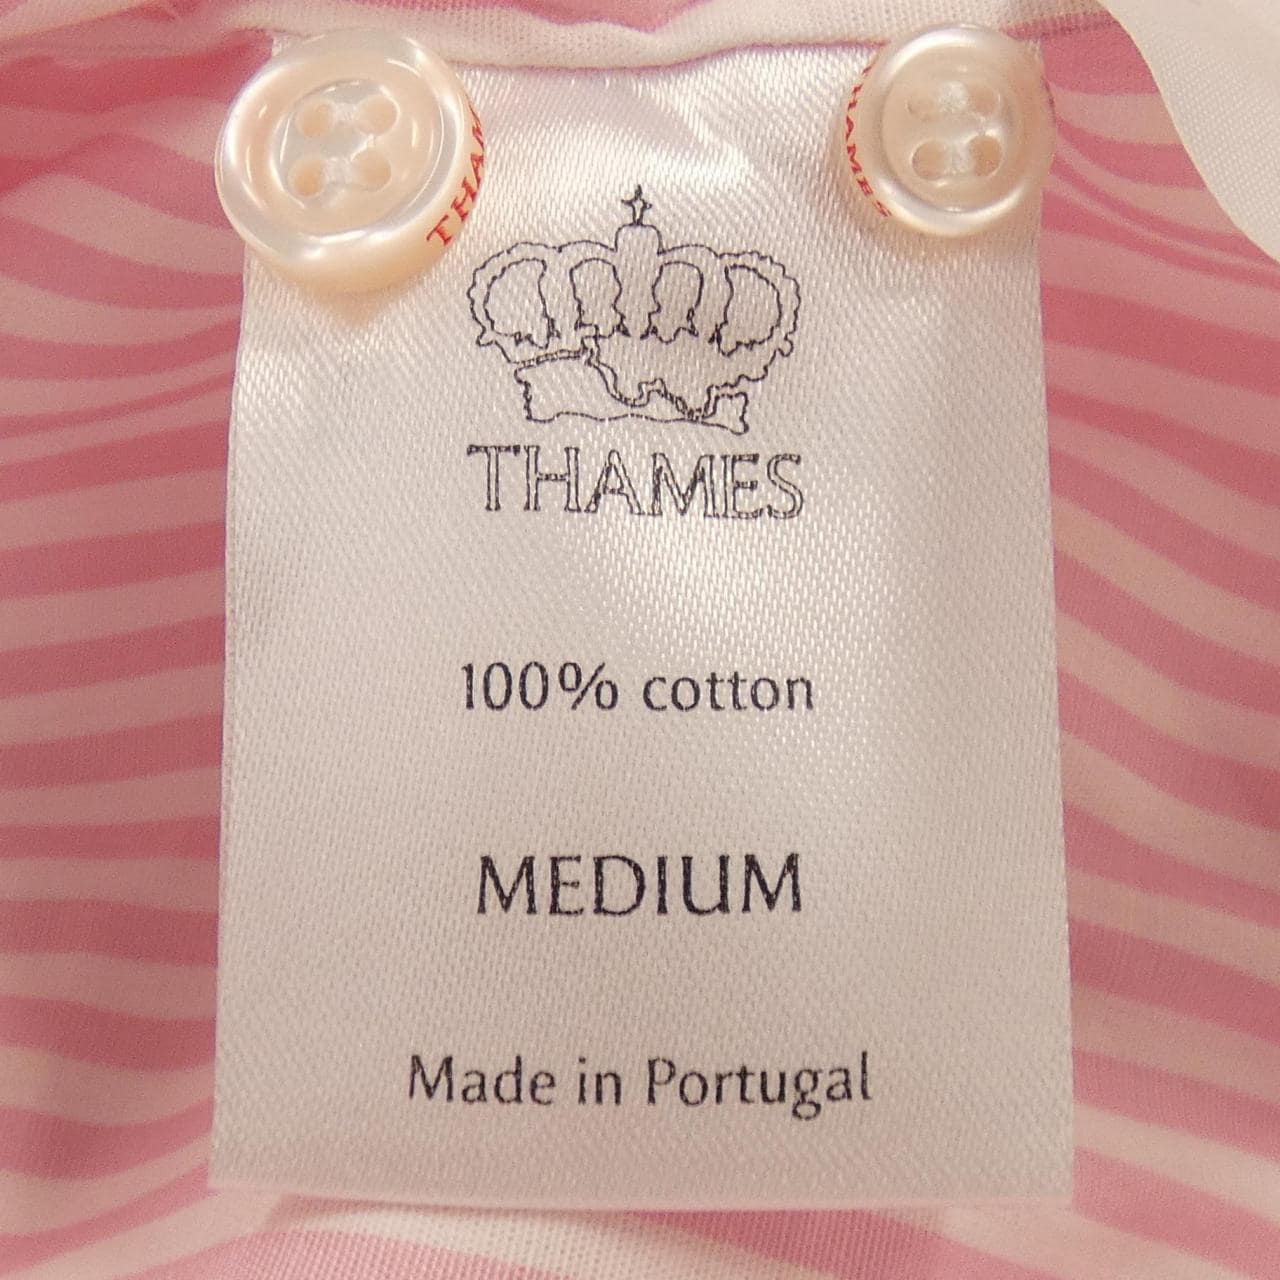 THAMES
100% cotton
MEDIUM
Made in Portugal